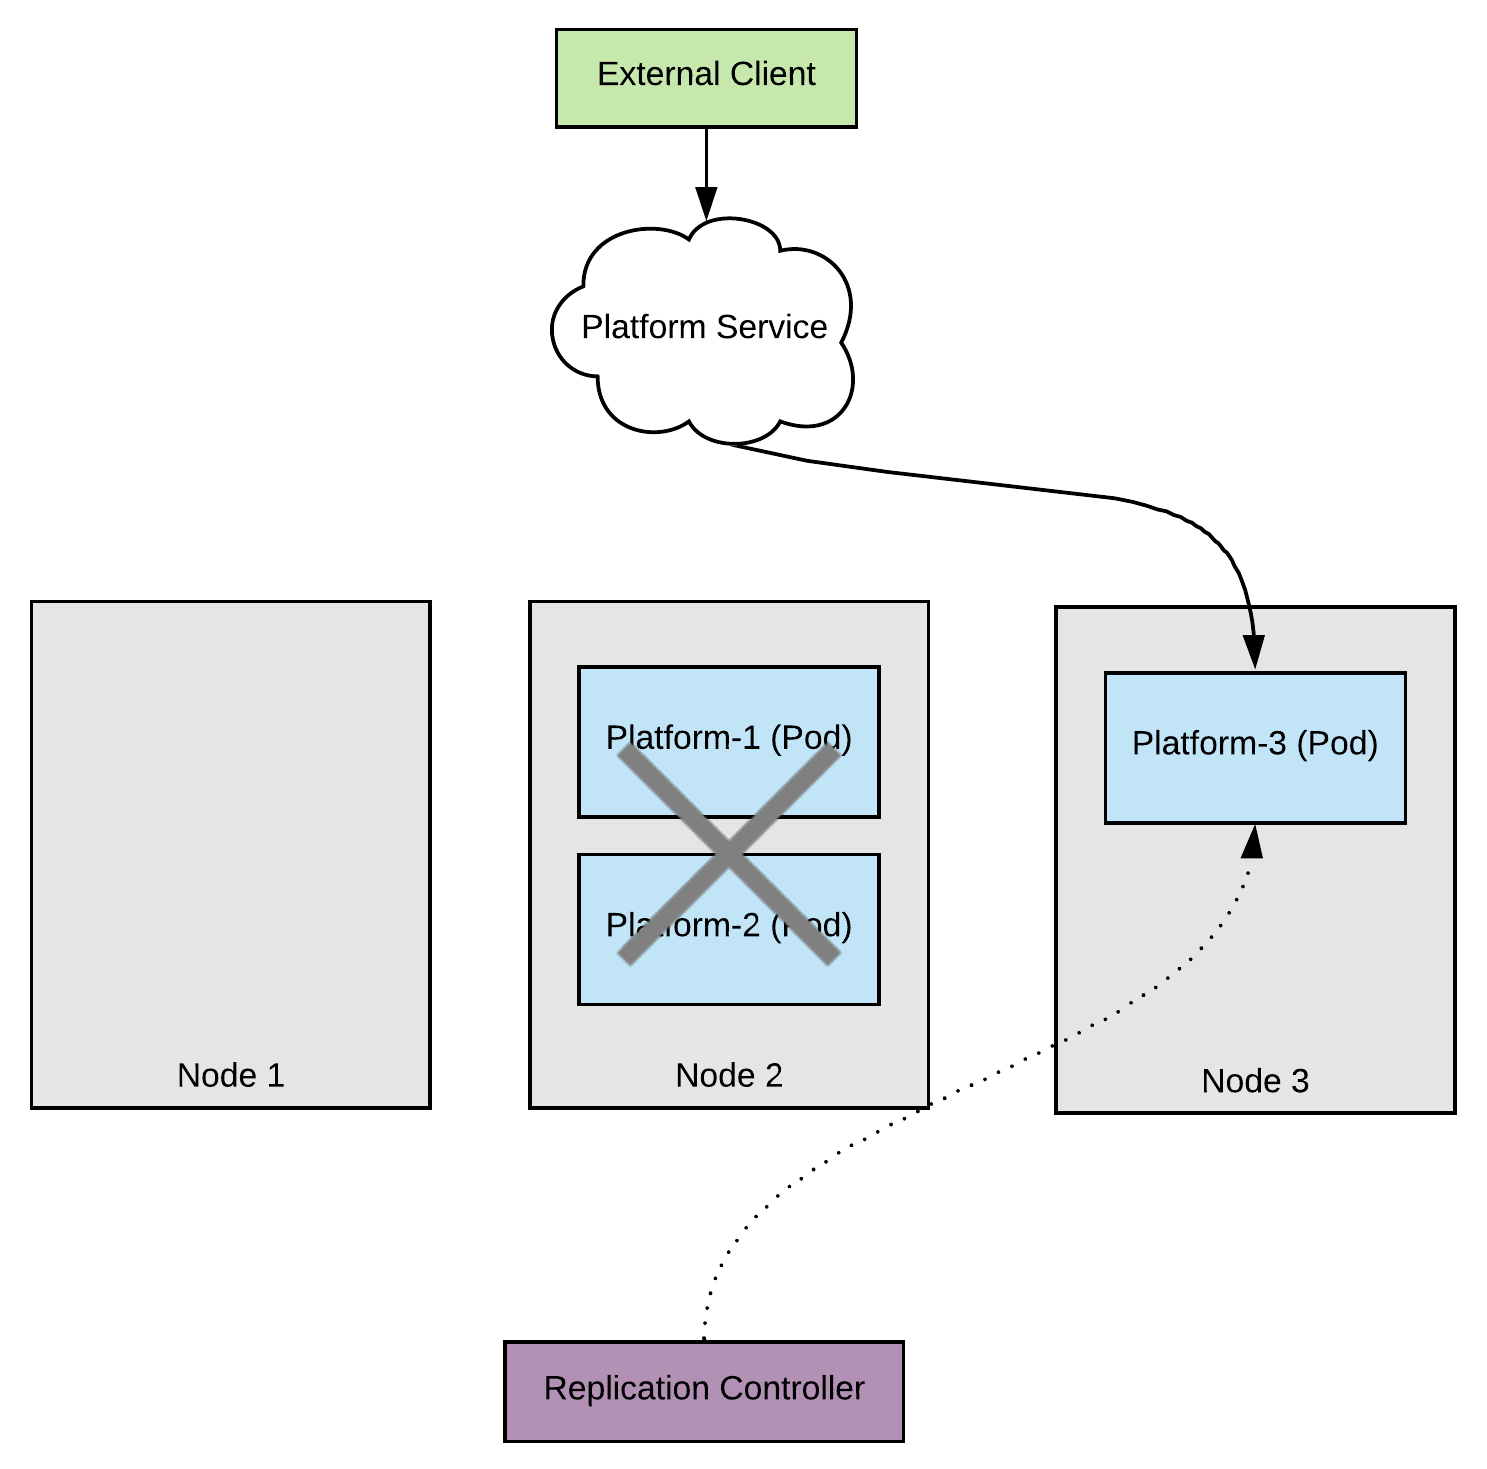 External Client
Platform Service
Platform-1 (Pod)
Platform-2 (Pod)
Node 1
Node 2
Platform-3 (Pod)
Node 3
Replication Controller